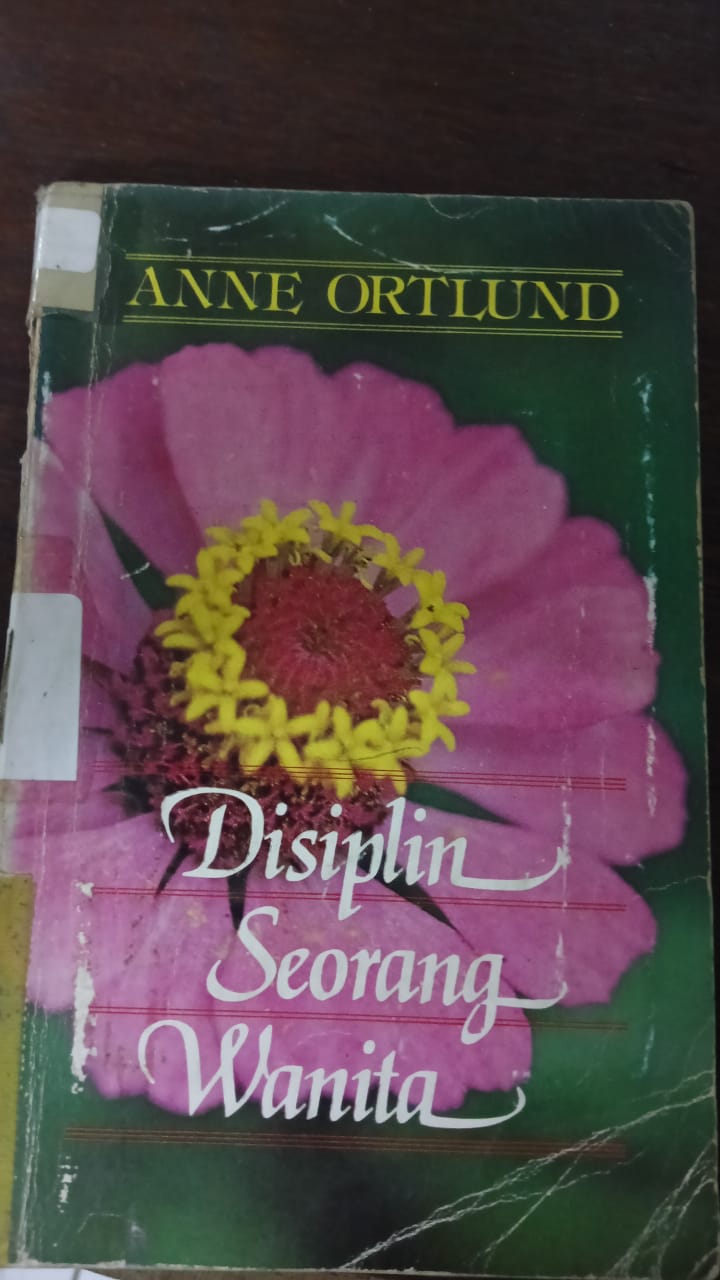 ANNE ORTLUND
Disiplin
Seorang
Wanita